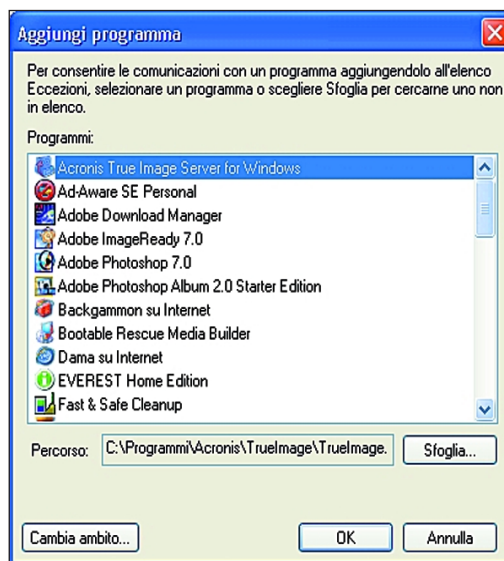 Aggiungi programma
Per consentire le comunicazioni con un programma aggiungendolo all'elenco
Eccezioni, selezionare un programma o scegliere Sfoglia per cercarne uno non
in elenco.
Programmi:
Acronis True Image Server for Windows
Ad-Aware SE Personal
Adobe Download Manager
Adobe ImageReady 7.0
Adobe Photoshop 7.0
Adobe Photoshop Album 2.0 Starter Edition
Backgammon su Internet
Bootable Rescue Media Builder
Dama su Internet
EVEREST Home Edition
Fast & Safe Cleanup
Percorso: C:\Programmi\Acronis\TrueImage\TrueImage. Sfoglia...
Cambia ambito... OK Annulla